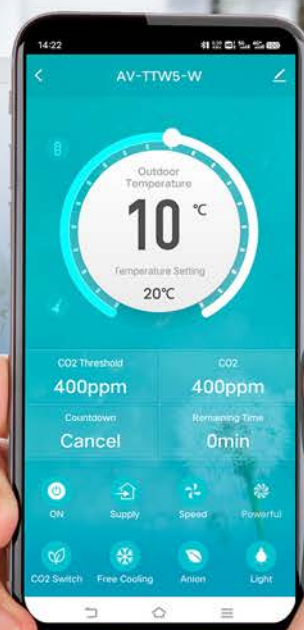 14:22
AV-TTW5-W
Outdoor
Temperature
10 °C
Temperature Setting
20°C
CO2 Threshold
CO2
400ppm
400ppm
Countdown
Remaining Time
Cancel
0min
ON
Supply
Speed
Powerful
CO2 Switch
Free Cooling
Anion
Light